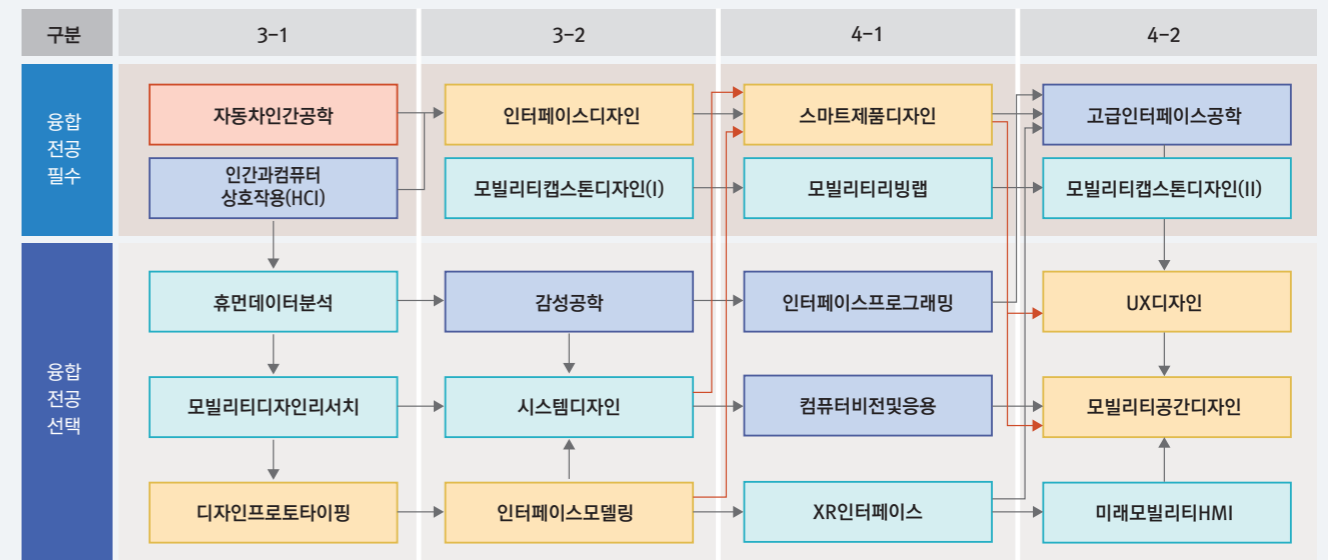 구분
3-1
3-2
4-1
4-2
융합
전공
필수
자동차인간공학
인터페이스디자인
스마트제품디자인
고급인터페이스공학
인간과컴퓨터
상호작용(HCI)
모빌리티캡스톤디자인(I)
모빌리티리빙랩
모빌리티캡스톤디자인(II)
융합
전공
선택
휴먼데이터분석
감성공학
인터페이스프로그래밍
UX디자인
모빌리티디자인리서치
시스템디자인
컴퓨터비전및응용
모빌리티공간디자인
디자인프로토타이핑
인터페이스모델링
XR인터페이스
미래모빌리티HMI